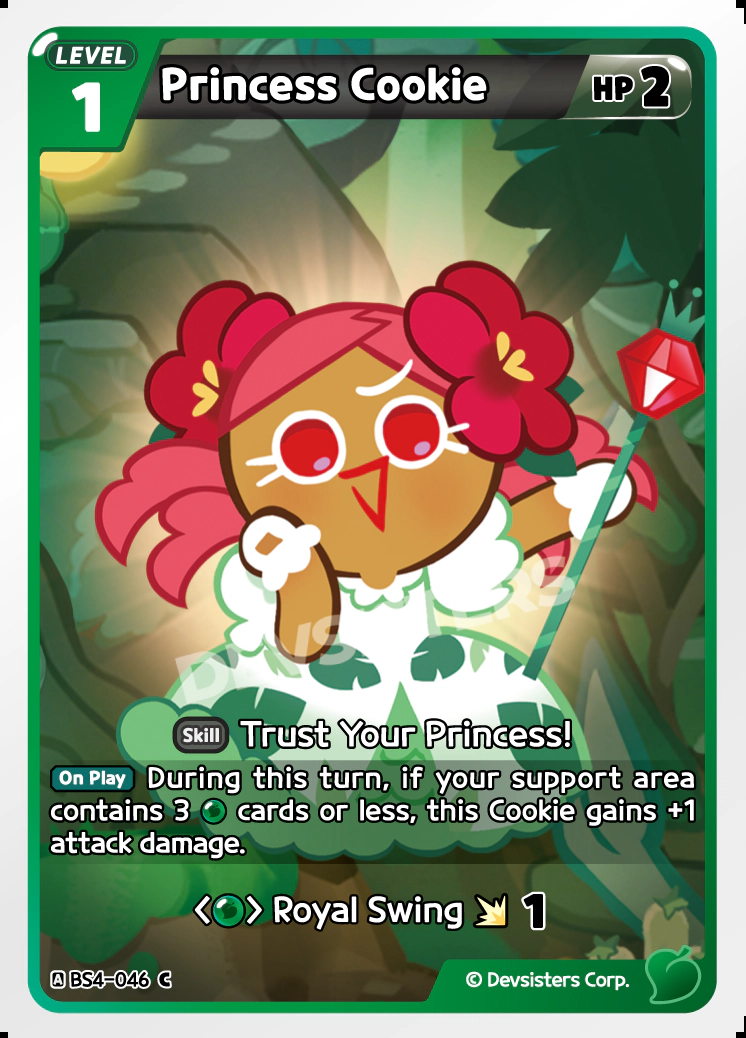 LEVEL
1
Princess Cookie
HP 2
DEVSISTERS
Skill Trust Your Princess!
On Play During this turn, if your support area
contains 3 cards or less, this Cookie gains +1
attack damage.
< > Royal Swing 1
A BS4-046 C
© Devsisters Corp.